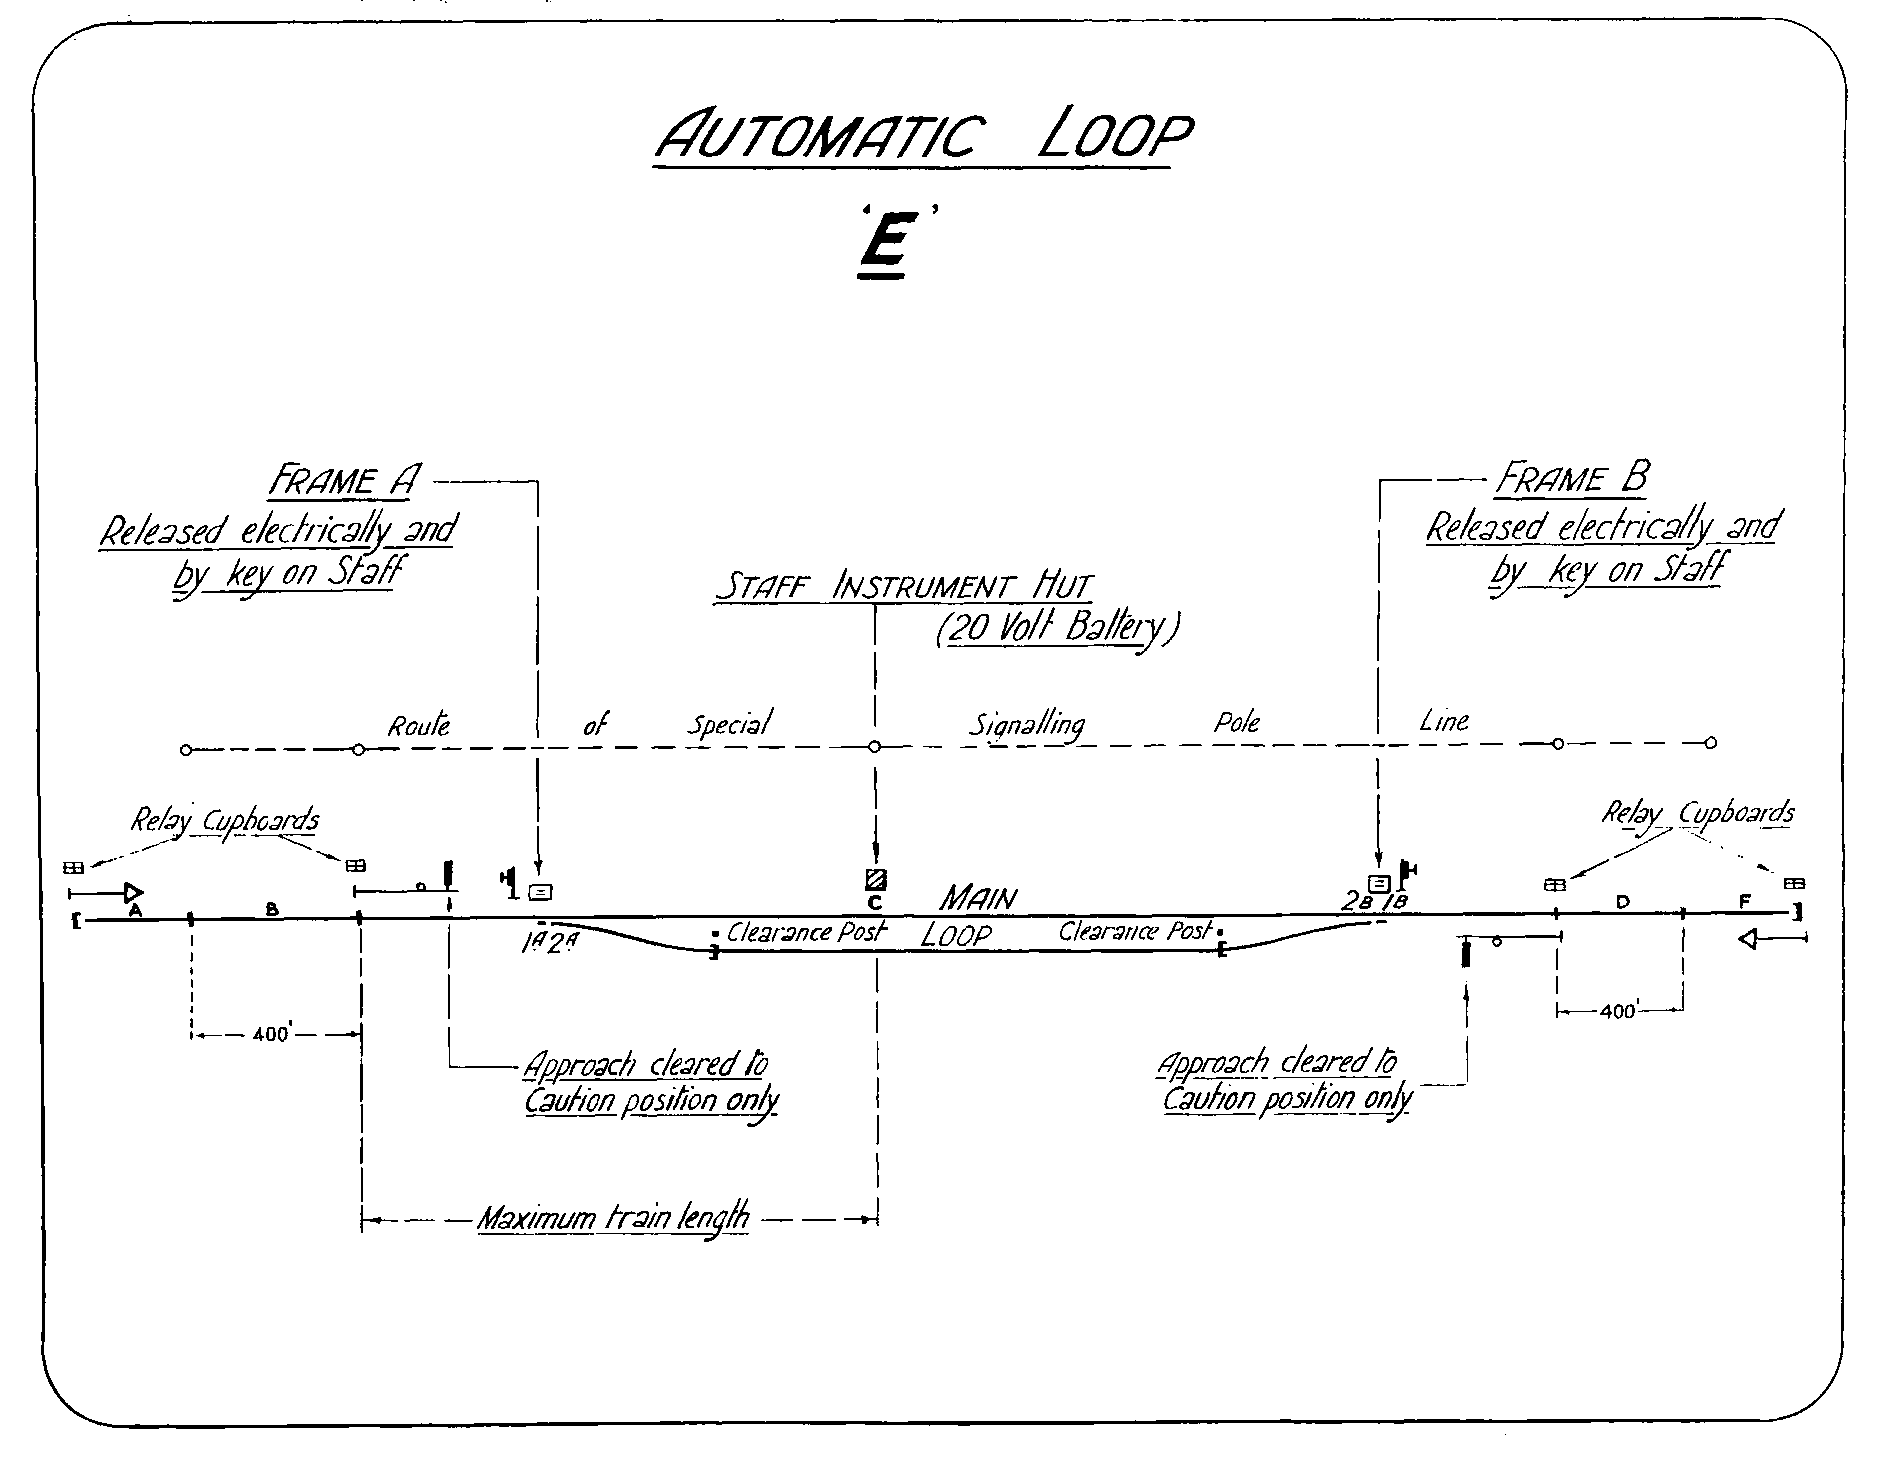 AUTOMATIC LOOP
'E'
FRAME A
Released electrically and
by key on Staff
FRAME B
Released electrically and
by key on Staff
STAFF INSTRUMENT HUT
(20 Volt Battery)
Route of Special Signalling Pole Line
Relay Cupboards
Relay Cupboards
A B C MAIN 2B 1B D F
1A 2A Clearance Post LOOP Clearance Post
400'
400'
Approach cleared to
Caution position only
Approach cleared to
Caution position only
Maximum train length